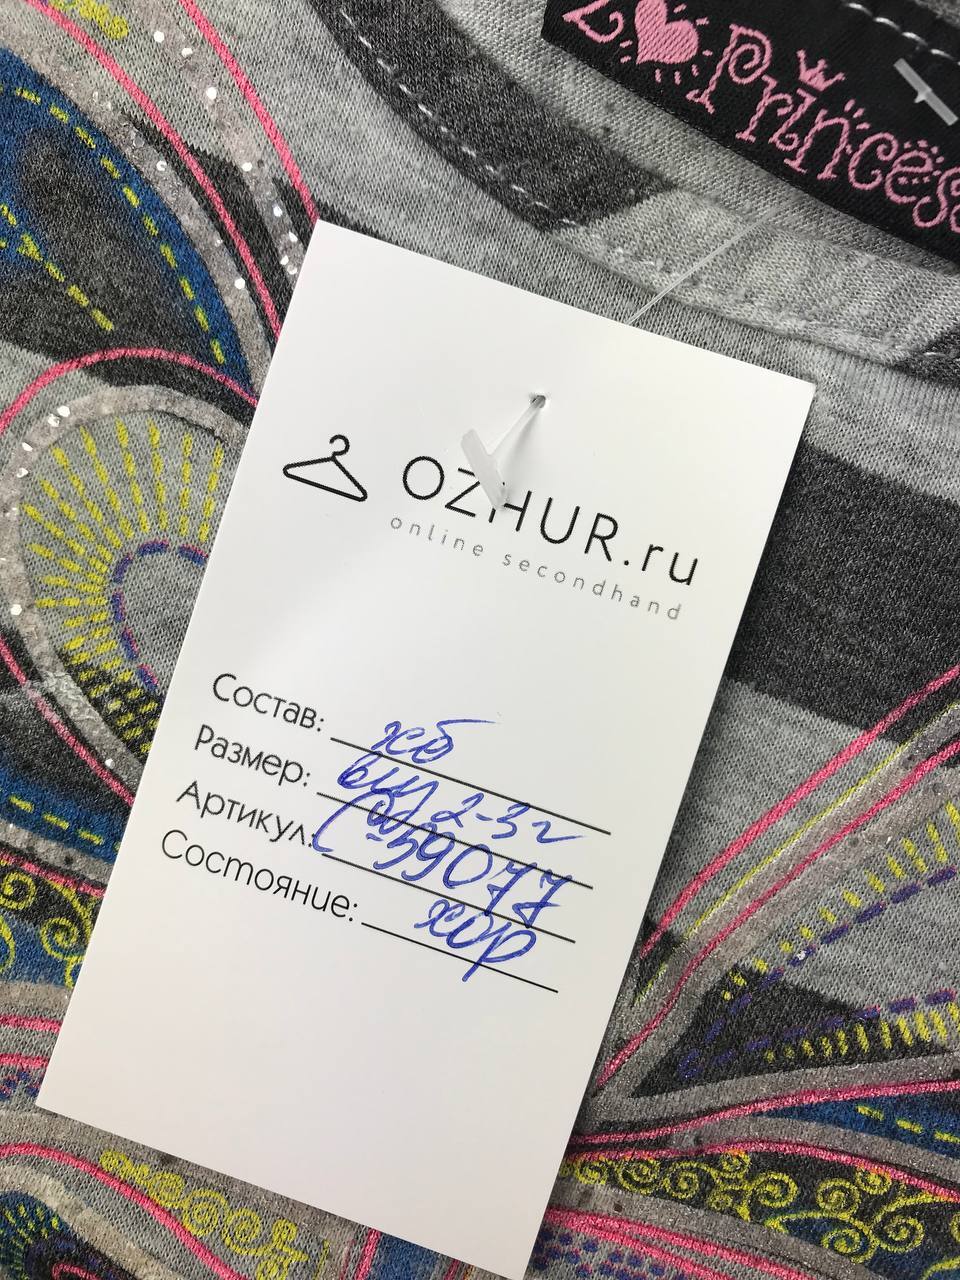 Princess
OZHUR.ru
online secondhand
Состав: хб
Размер: 2-3 г
Артикул: 39077
Состояние: хор